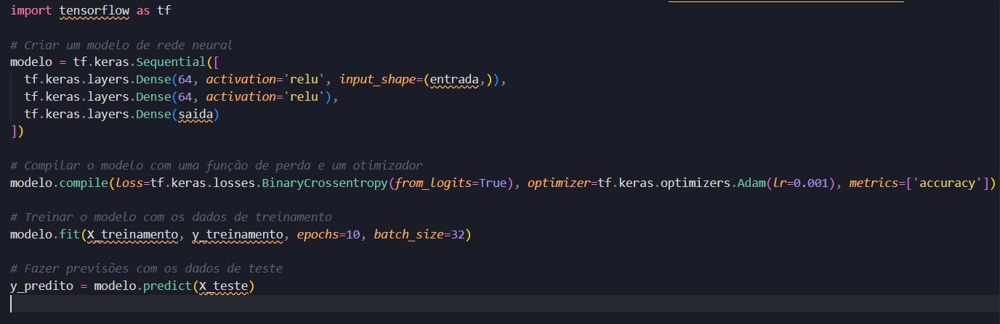 import tensorflow as tf
# Criar um modelo de rede neural
modelo = tf.keras.Sequential([
  tf.keras.layers.Dense(64, activation='relu', input_shape=(entrada,)),
  tf.keras.layers.Dense(64, activation='relu'),
  tf.keras.layers.Dense(saida)
])
# Compilar o modelo com uma função de perda e um otimizador
modelo.compile(loss=tf.keras.losses.BinaryCrossentropy(from_logits=True), optimizer=tf.keras.optimizers.Adam(lr=0.001), metrics=['accuracy'])
# Treinar o modelo com os dados de treinamento
modelo.fit(X_treinamento, y_treinamento, epochs=10, batch_size=32)
# Fazer previsões com os dados de teste
y_predito = modelo.predict(X_teste)